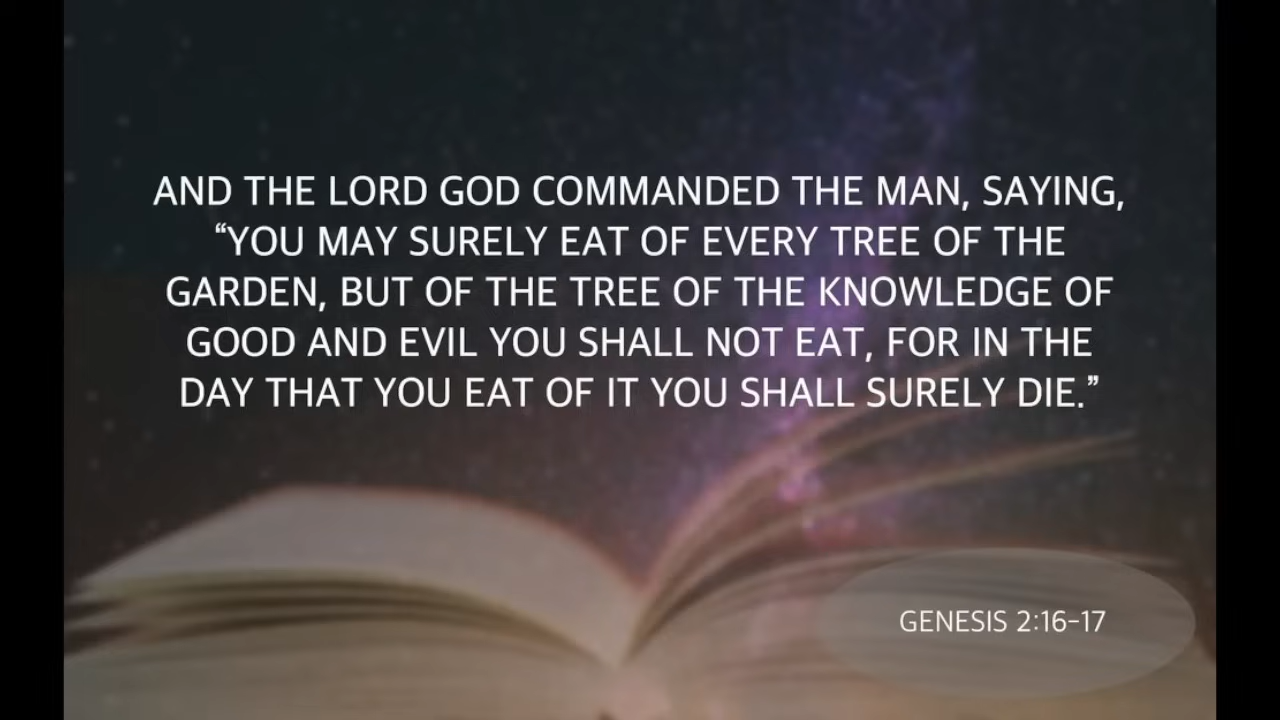 AND THE LORD GOD COMMANDED THE MAN, SAYING,
“YOU MAY SURELY EAT OF EVERY TREE OF THE
GARDEN, BUT OF THE TREE OF THE KNOWLEDGE OF
GOOD AND EVIL YOU SHALL NOT EAT, FOR IN THE
DAY THAT YOU EAT OF IT YOU SHALL SURELY DIE.”
GENESIS 2:16-17